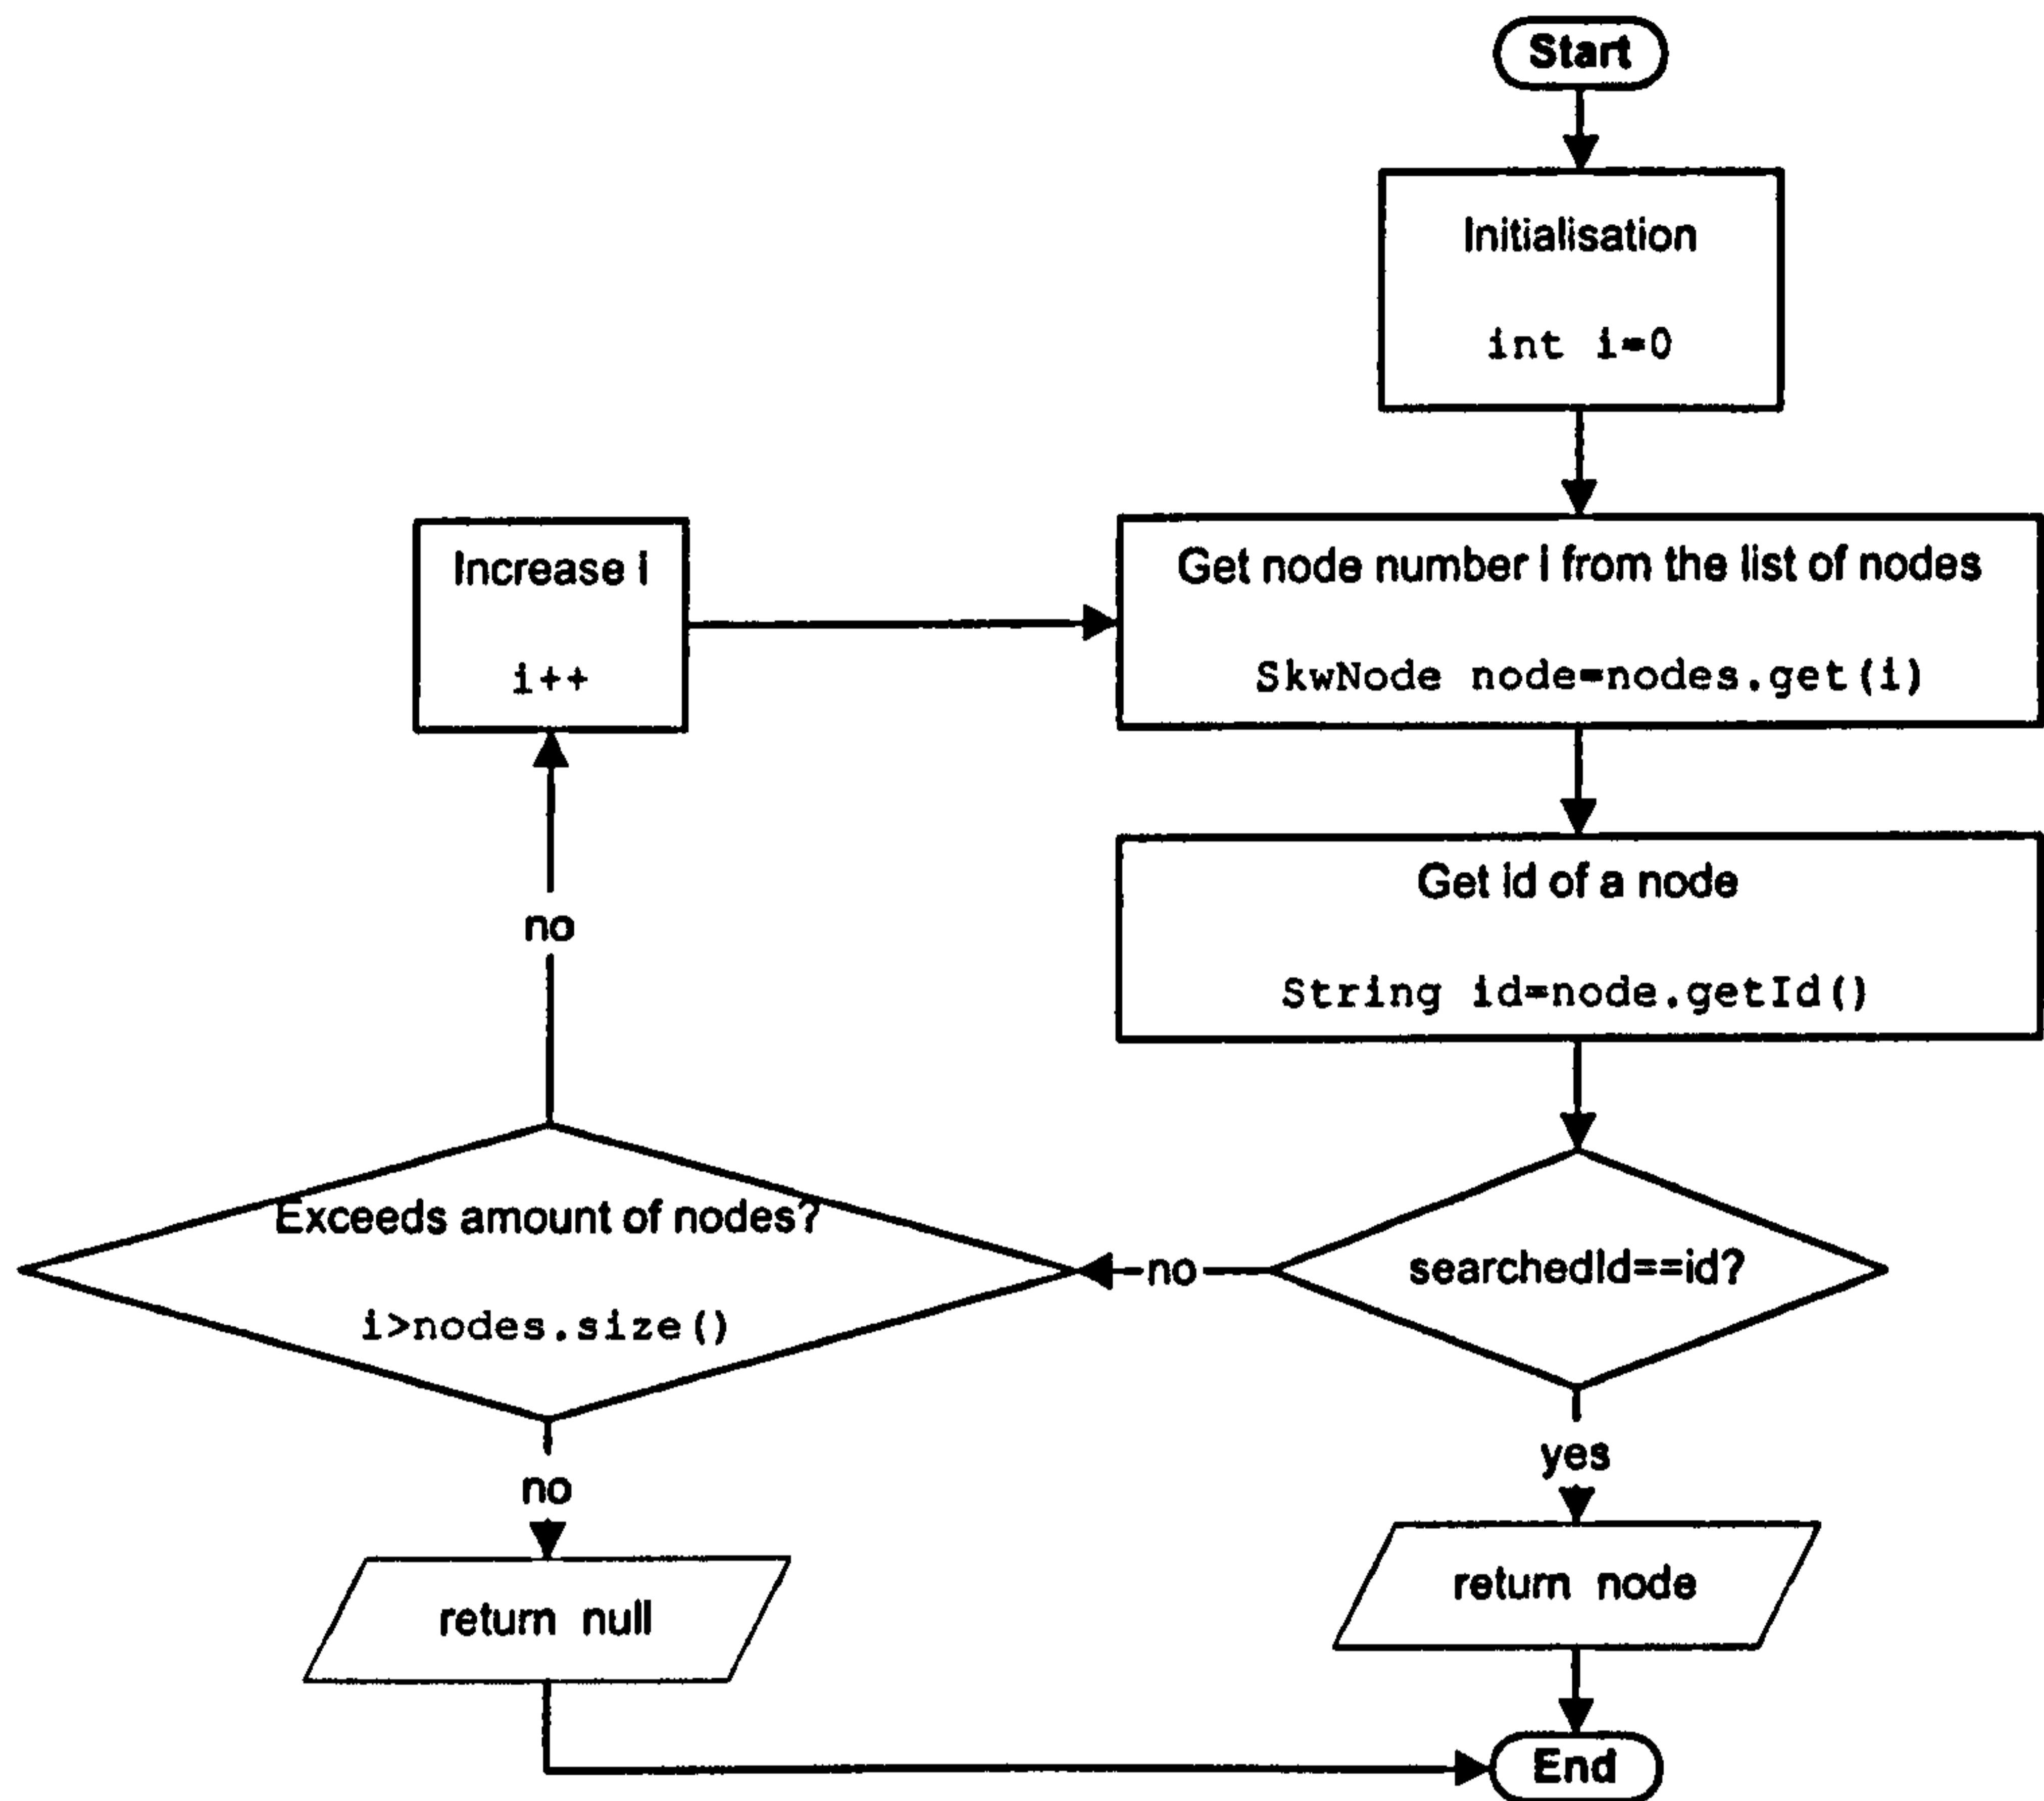 Start
Initialisation
int i=0
Get node number i from the list of nodes
SkwNode node=nodes.get(i)
Increase i
i++
Get id of a node
String id=node.getId()
no
Exceeds amount of nodes?
i>nodes.size()
no
searchedId==id?
yes
no
return node
return null
End